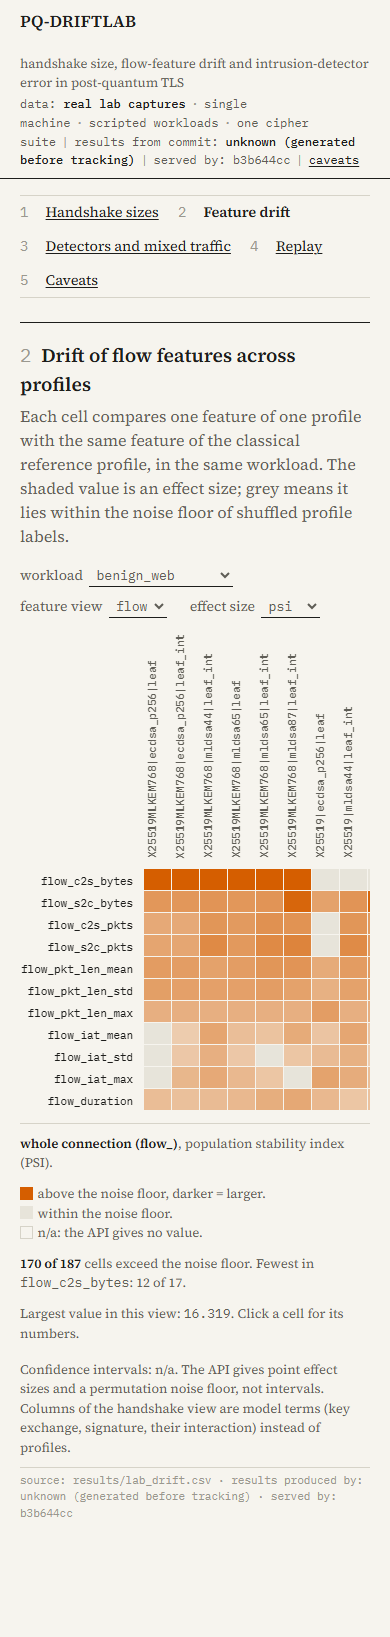 PQ-DRIFTLAB
handshake size, flow-feature drift and intrusion-detector
error in post-quantum TLS
data: real lab captures · single
machine · scripted workloads · one cipher
suite | results from commit: unknown (generated
before tracking) | served by: b3b644cc | caveats
1 Handshake sizes 2 Feature drift
3 Detectors and mixed traffic 4 Replay
5 Caveats
2 Drift of flow features across
profiles
Each cell compares one feature of one profile
with the same feature of the classical
reference profile, in the same workload. The
shaded value is an effect size; grey means it
lies within the noise floor of shuffled profile
labels.
workload benign_web
feature view flow effect size psi
X25519MLKEM768|ecdsa_p256|leaf
X25519MLKEM768|ecdsa_p256|leaf_int
X25519MLKEM768|mldsa44|leaf_int
X25519MLKEM768|mldsa65|leaf
X25519MLKEM768|mldsa65|leaf_int
X25519MLKEM768|mldsa87|leaf_int
X25519|ecdsa_p256|leaf
X25519|mldsa44|leaf_int
flow_c2s_bytes
flow_s2c_bytes
flow_c2s_pkts
flow_s2c_pkts
flow_pkt_len_mean
flow_pkt_len_std
flow_pkt_len_max
flow_iat_mean
flow_iat_std
flow_iat_max
flow_duration
whole connection (flow_), population stability index
(PSI).
above the noise floor, darker = larger.
within the noise floor.
n/a: the API gives no value.
170 of 187 cells exceed the noise floor. Fewest in
flow_c2s_bytes: 12 of 17.
Largest value in this view: 16.319. Click a cell for its
numbers.
Confidence intervals: n/a. The API gives point effect
sizes and a permutation noise floor, not intervals.
Columns of the handshake view are model terms (key
exchange, signature, their interaction) instead of
profiles.
source: results/lab_drift.csv · results produced by:
unknown (generated before tracking) · served by:
b3b644cc